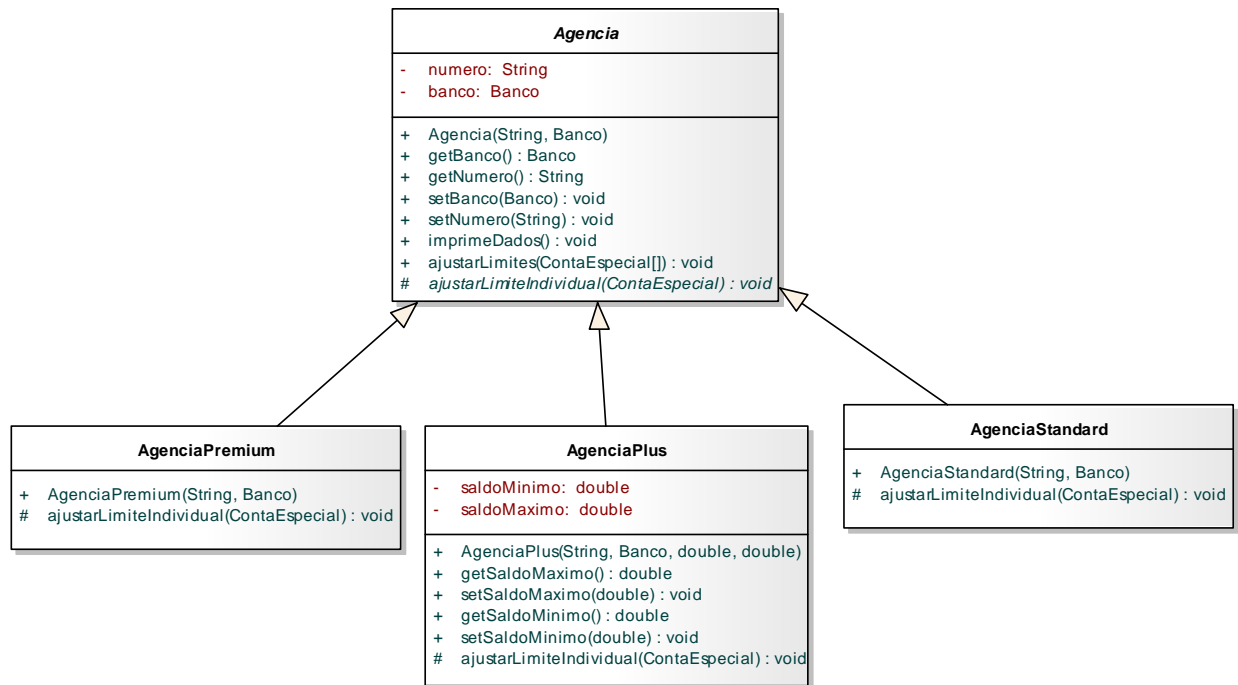 Agencia
- numero: String
- banco: Banco
+ Agencia(String, Banco)
+ getBanco() : Banco
+ getNumero() : String
+ setBanco(Banco) : void
+ setNumero(String) : void
+ imprimeDados() : void
+ ajustarLimites(ContaEspecial[]) : void
# ajustarLimiteIndividual(ContaEspecial) : void
AgenciaPremium
+ AgenciaPremium(String, Banco)
# ajustarLimiteIndividual(ContaEspecial) : void
AgenciaPlus
- saldoMinimo: double
- saldoMaximo: double
+ AgenciaPlus(String, Banco, double, double)
+ getSaldoMaximo() : double
+ setSaldoMaximo(double) : void
+ getSaldoMinimo() : double
+ setSaldoMinimo(double) : void
# ajustarLimiteIndividual(ContaEspecial) : void
AgenciaStandard
+ AgenciaStandard(String, Banco)
# ajustarLimiteIndividual(ContaEspecial) : void